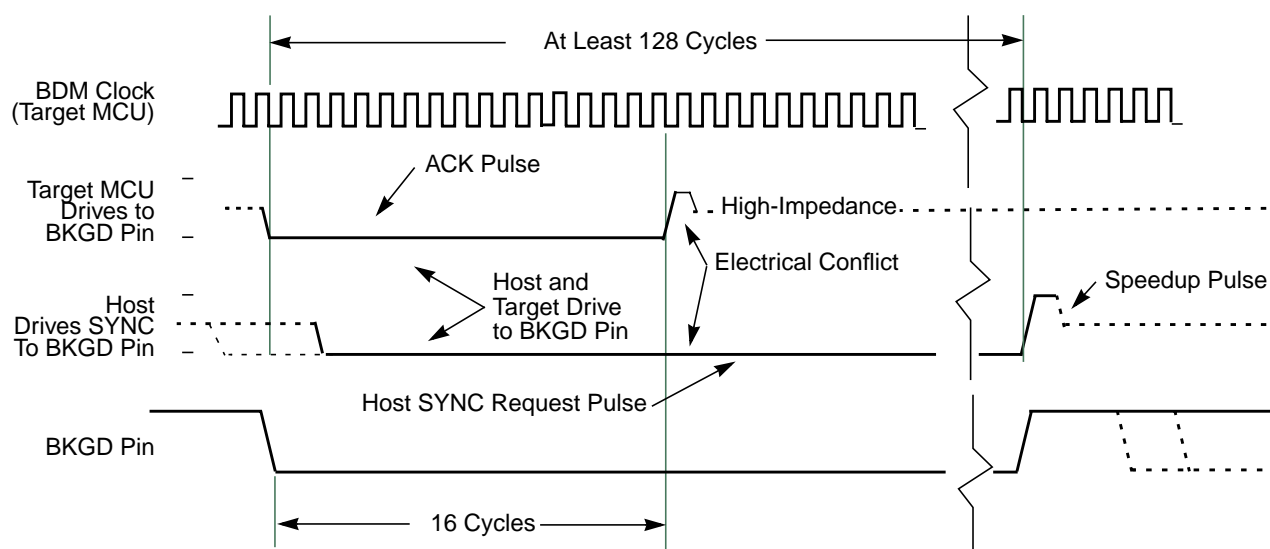 At Least 128 Cycles
BDM Clock
(Target MCU)
ACK Pulse
Target MCU
Drives to
BKGD Pin
High-Impedance
Electrical Conflict
Host and
Target Drive
to BKGD Pin
Speedup Pulse
Host
Drives SYNC
To BKGD Pin
Host SYNC Request Pulse
BKGD Pin
16 Cycles